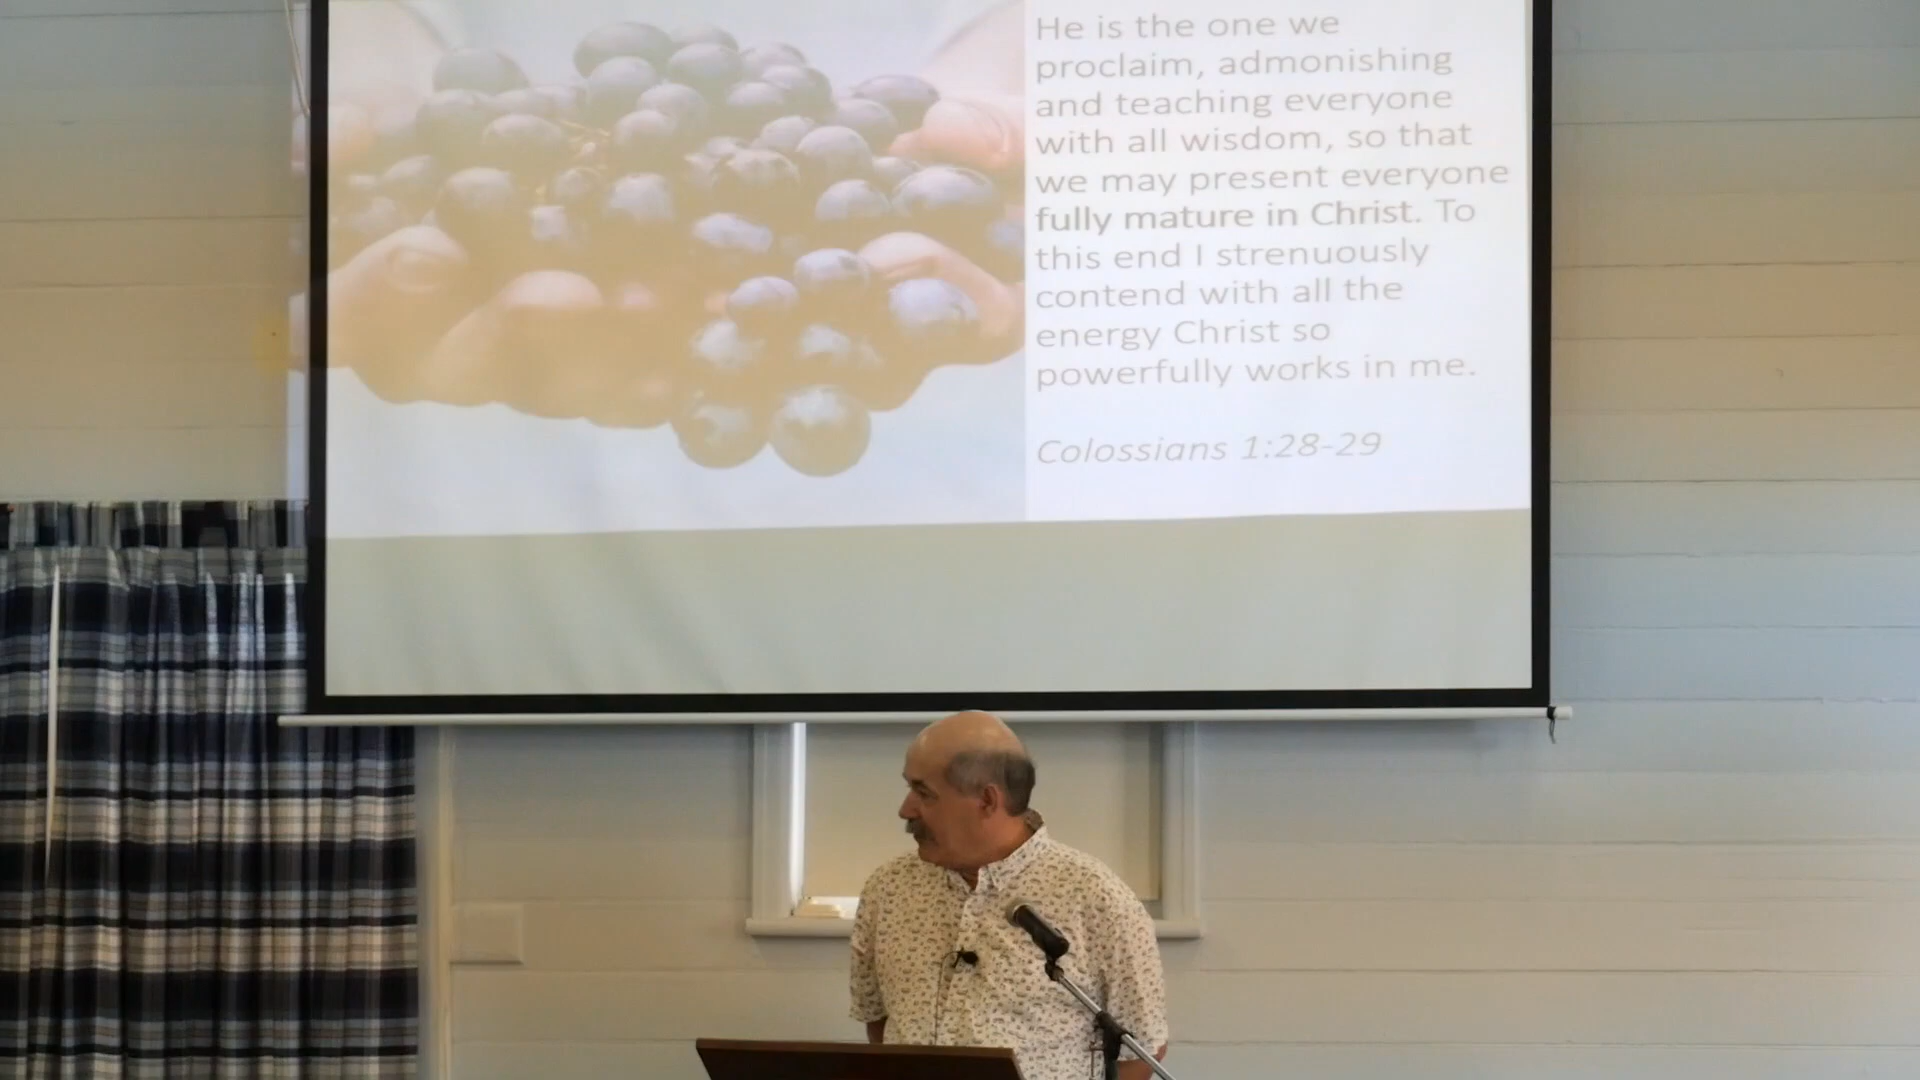 He is the one we
proclaim, admonishing
and teaching everyone
with all wisdom, so that
we may present everyone
fully mature in Christ. To
this end I strenuously
contend with all the
energy Christ so
powerfully works in me.
Colossians 1:28-29